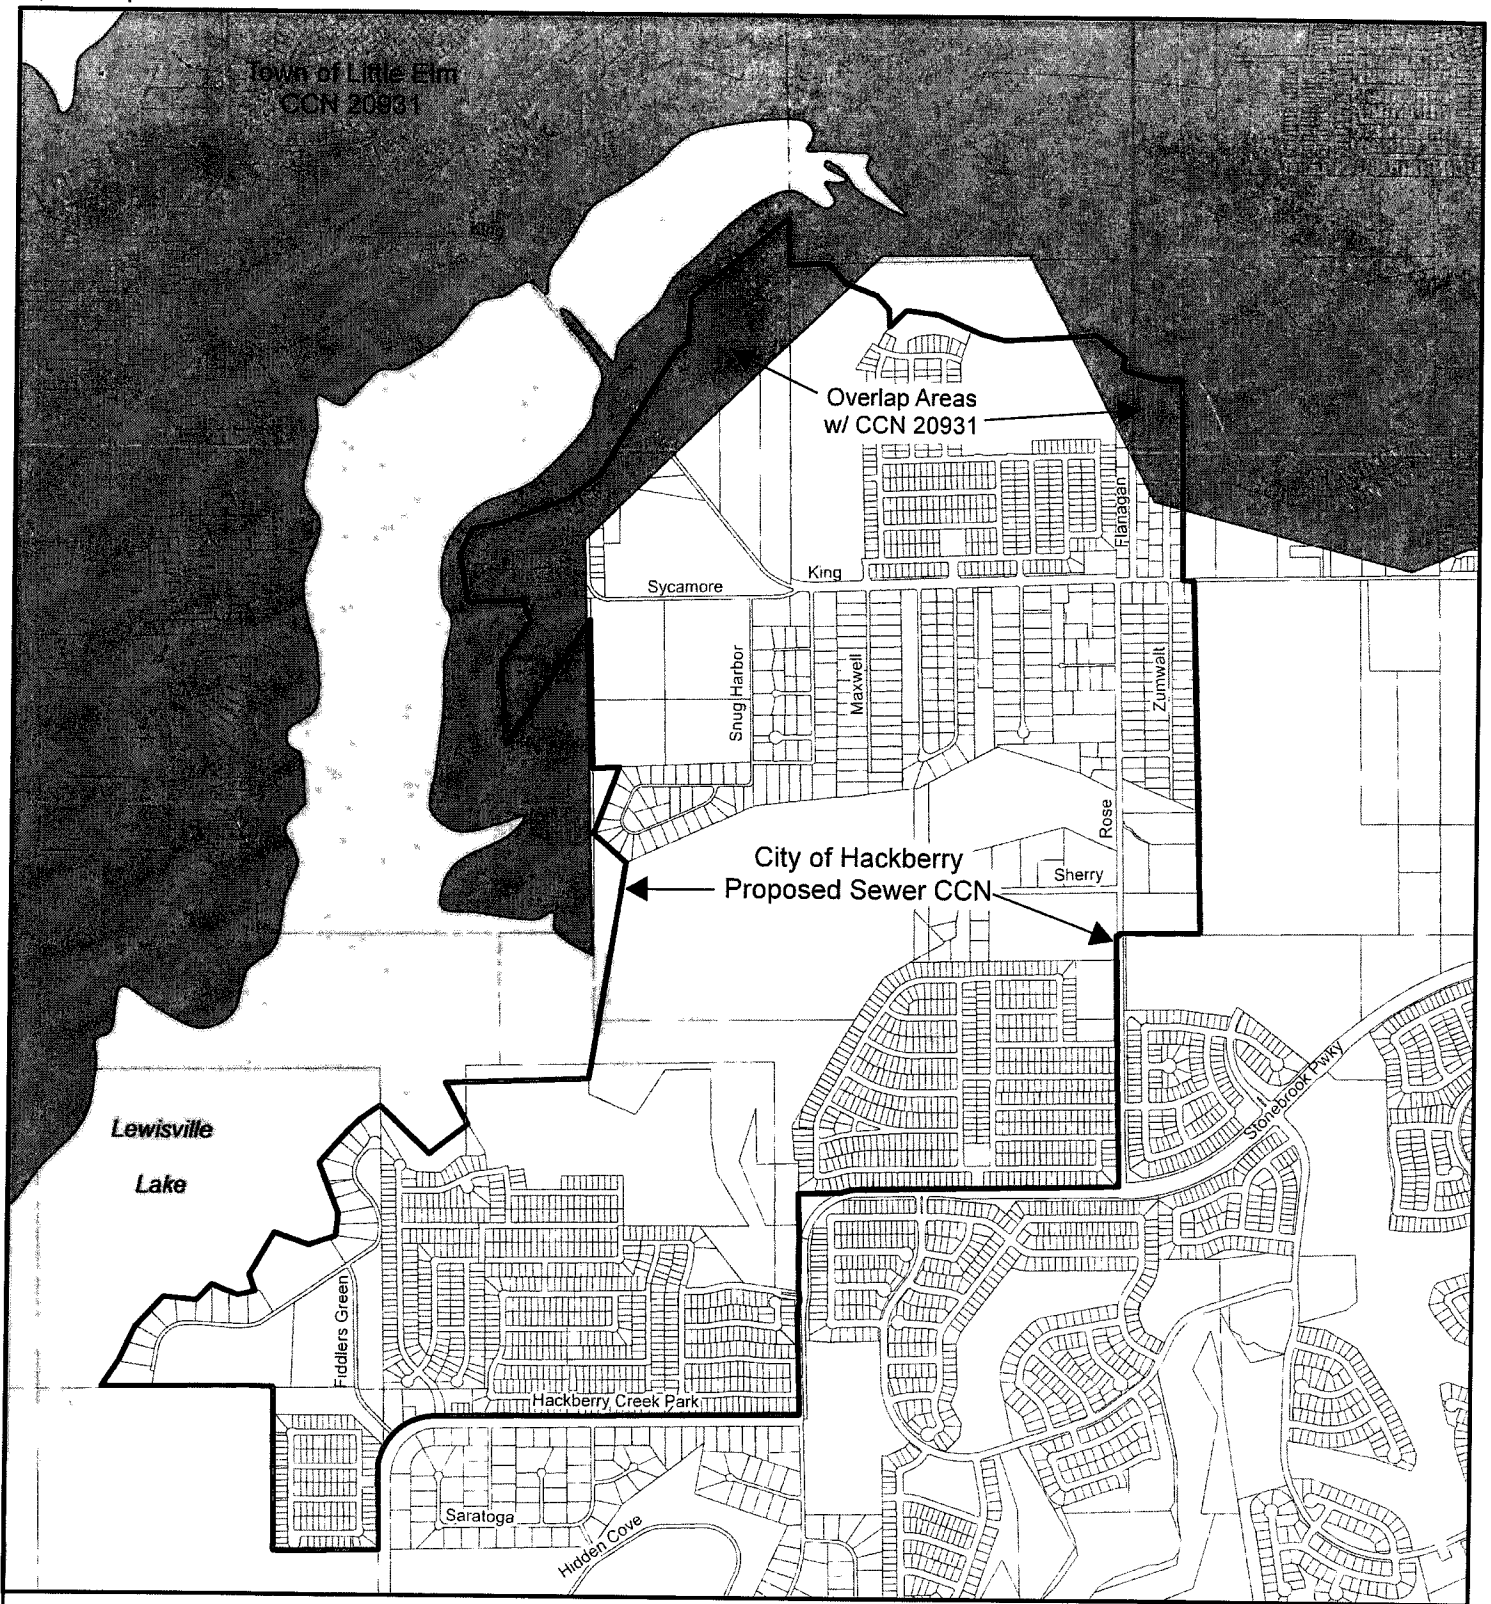 Town of Little Elm
CCN 20931
Overlap Areas
w/ CCN 20931
Flanagan
King
Sycamore
Snug Harbor
Maxwell
Zumwalt
Rose
City of Hackberry
Proposed Sewer CCN
Sherry
Stonebrook Pwky
Lewisville
Lake
Fiddlers Green
Hackberry Creek Park
Saratoga
Hidden Cove